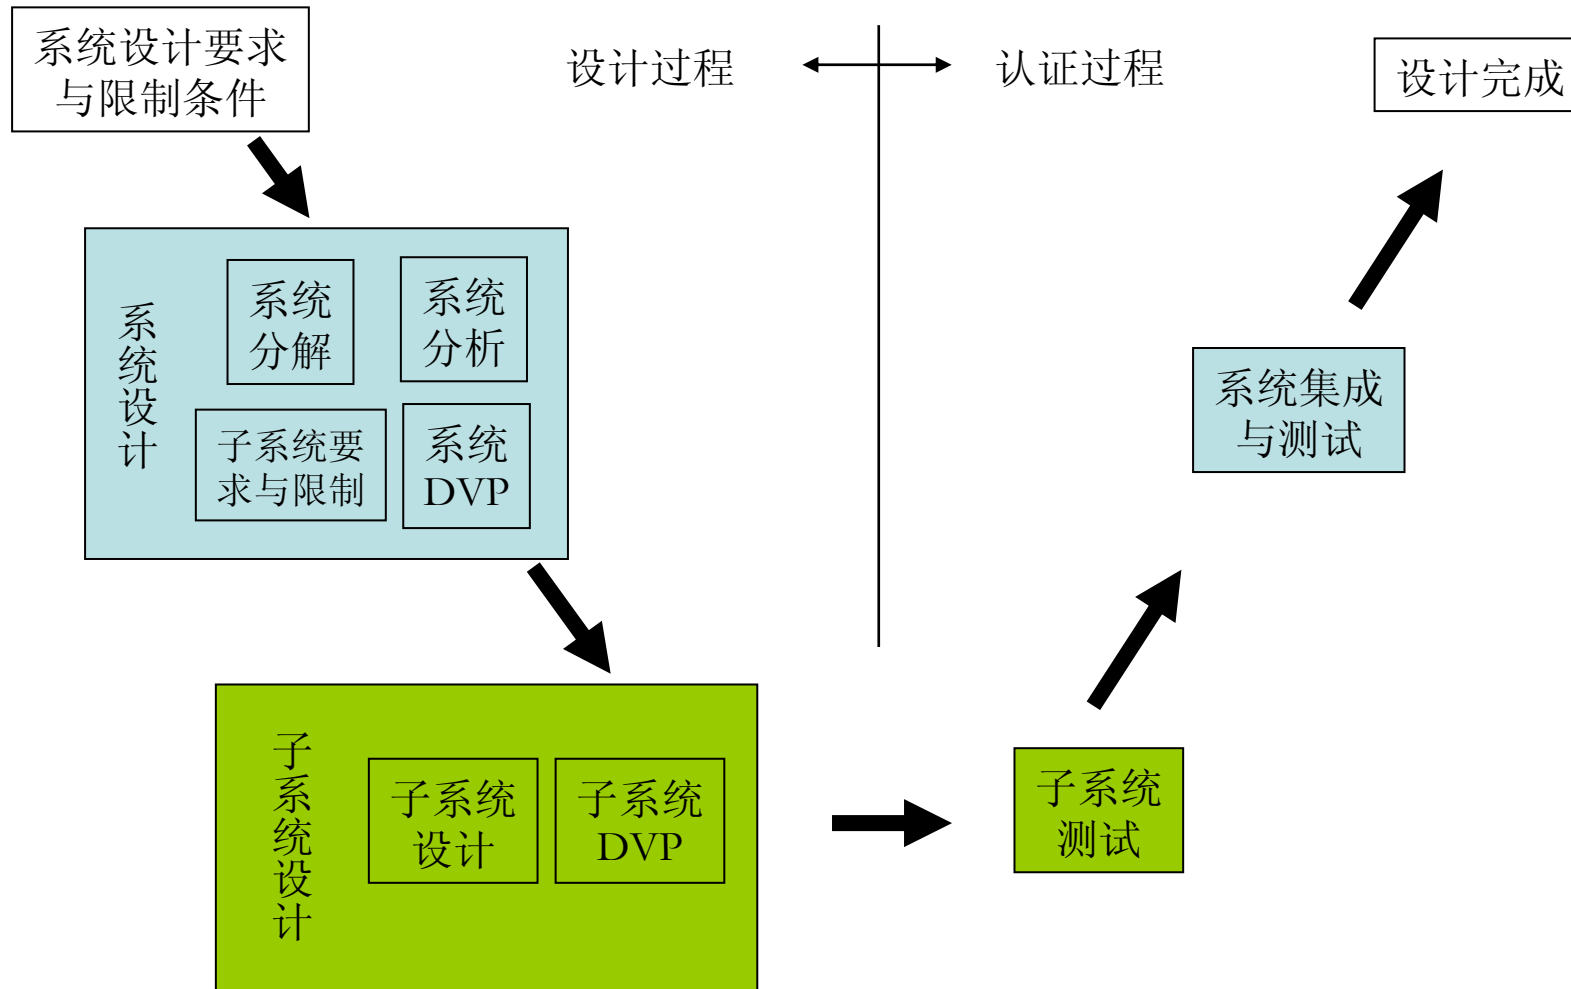 系统设计要求
与限制条件
设计过程
认证过程
设计完成
系统设计
系统
分解
系统
分析
子系统要
求与限制
系统
DVP
系统集成
与测试
子系统设计
子系统
设计
子系统
DVP
子系统
测试